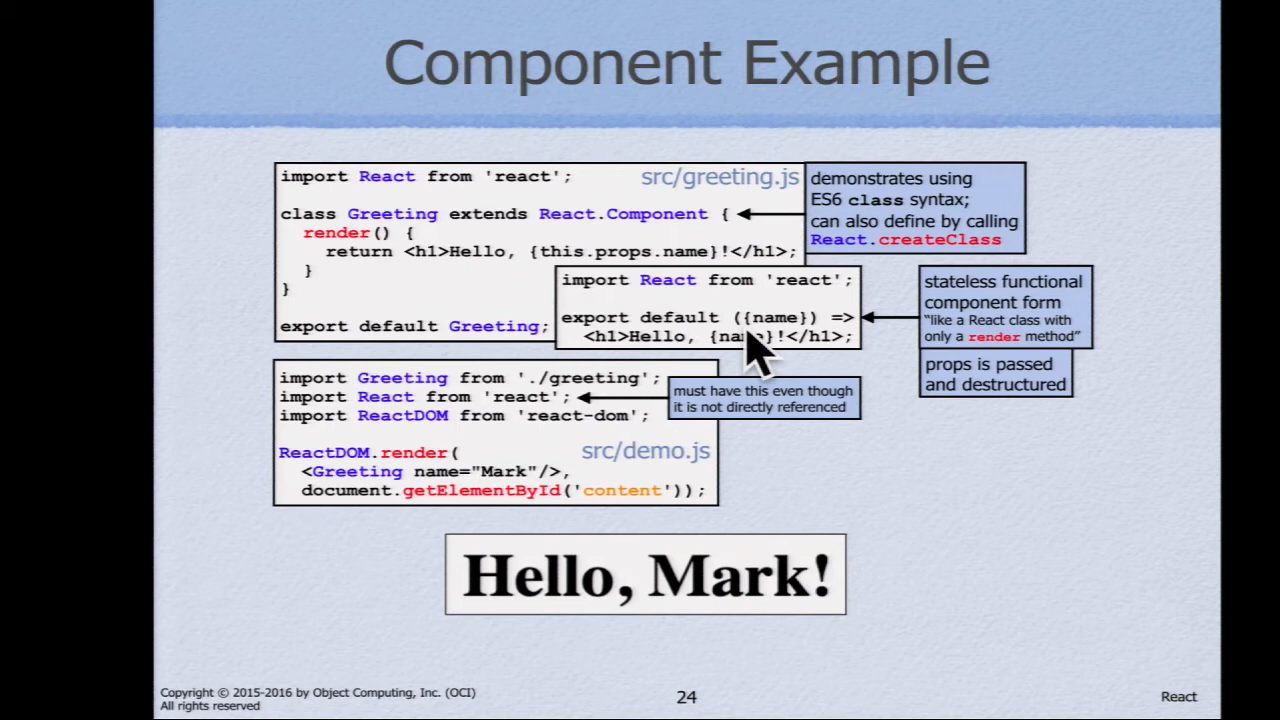 Component Example
import React from 'react';
src/greeting.js
class Greeting extends React.Component {
render() {
return <h1>Hello, {this.props.name}!</h1>;
}
}
export default Greeting;
demonstrates using
ES6 class syntax;
can also define by calling
React.createClass
import React from 'react';
export default ({name}) =>
<h1>Hello, {name}!</h1>;
stateless functional
component form
“like a React class with
only a render method”
props is passed
and destructured
import Greeting from './greeting';
import React from 'react';
import ReactDOM from 'react-dom';
must have this even though
it is not directly referenced
ReactDOM.render(
src/demo.js
<Greeting name="Mark"/>,
document.getElementById('content'));
Hello, Mark!
Copyright © 2015-2016 by Object Computing, Inc. (OCI)
All rights reserved
24
React